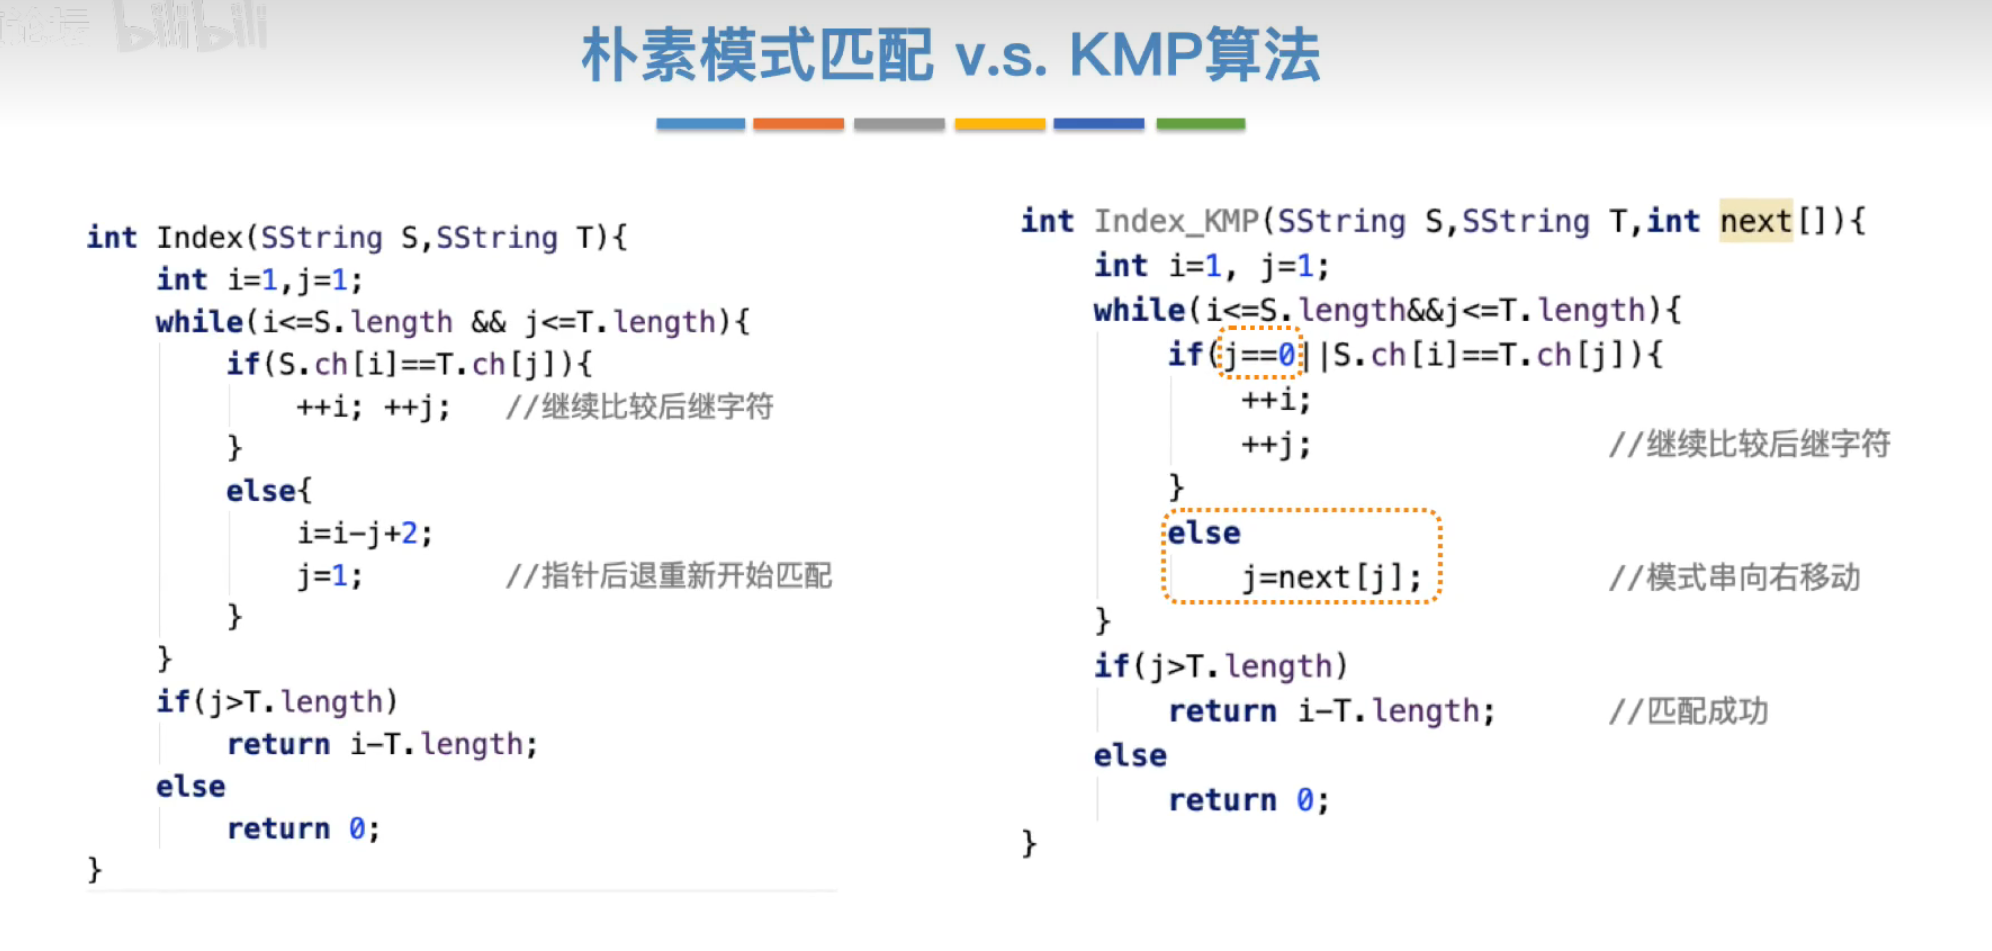 bilibili
朴素模式匹配 v.s. KMP算法
int Index(SString S,SString T){
int i=1,j=1;
while(i<=S.length && j<=T.length){
if(S.ch[i]==T.ch[j]){
++i; ++j; //继续比较后继字符
}
else{
i=i-j+2;
j=1; //指针后退重新开始匹配
}
}
if(j>T.length)
return i-T.length;
else
return 0;
}
int Index_KMP(SString S,SString T,int next[]){
int i=1, j=1;
while(i<=S.length&&j<=T.length){
if(j==0||S.ch[i]==T.ch[j]){
++i;
++j; //继续比较后继字符
}
else
j=next[j]; //模式串向右移动
}
if(j>T.length)
return i-T.length; //匹配成功
else
return 0;
}